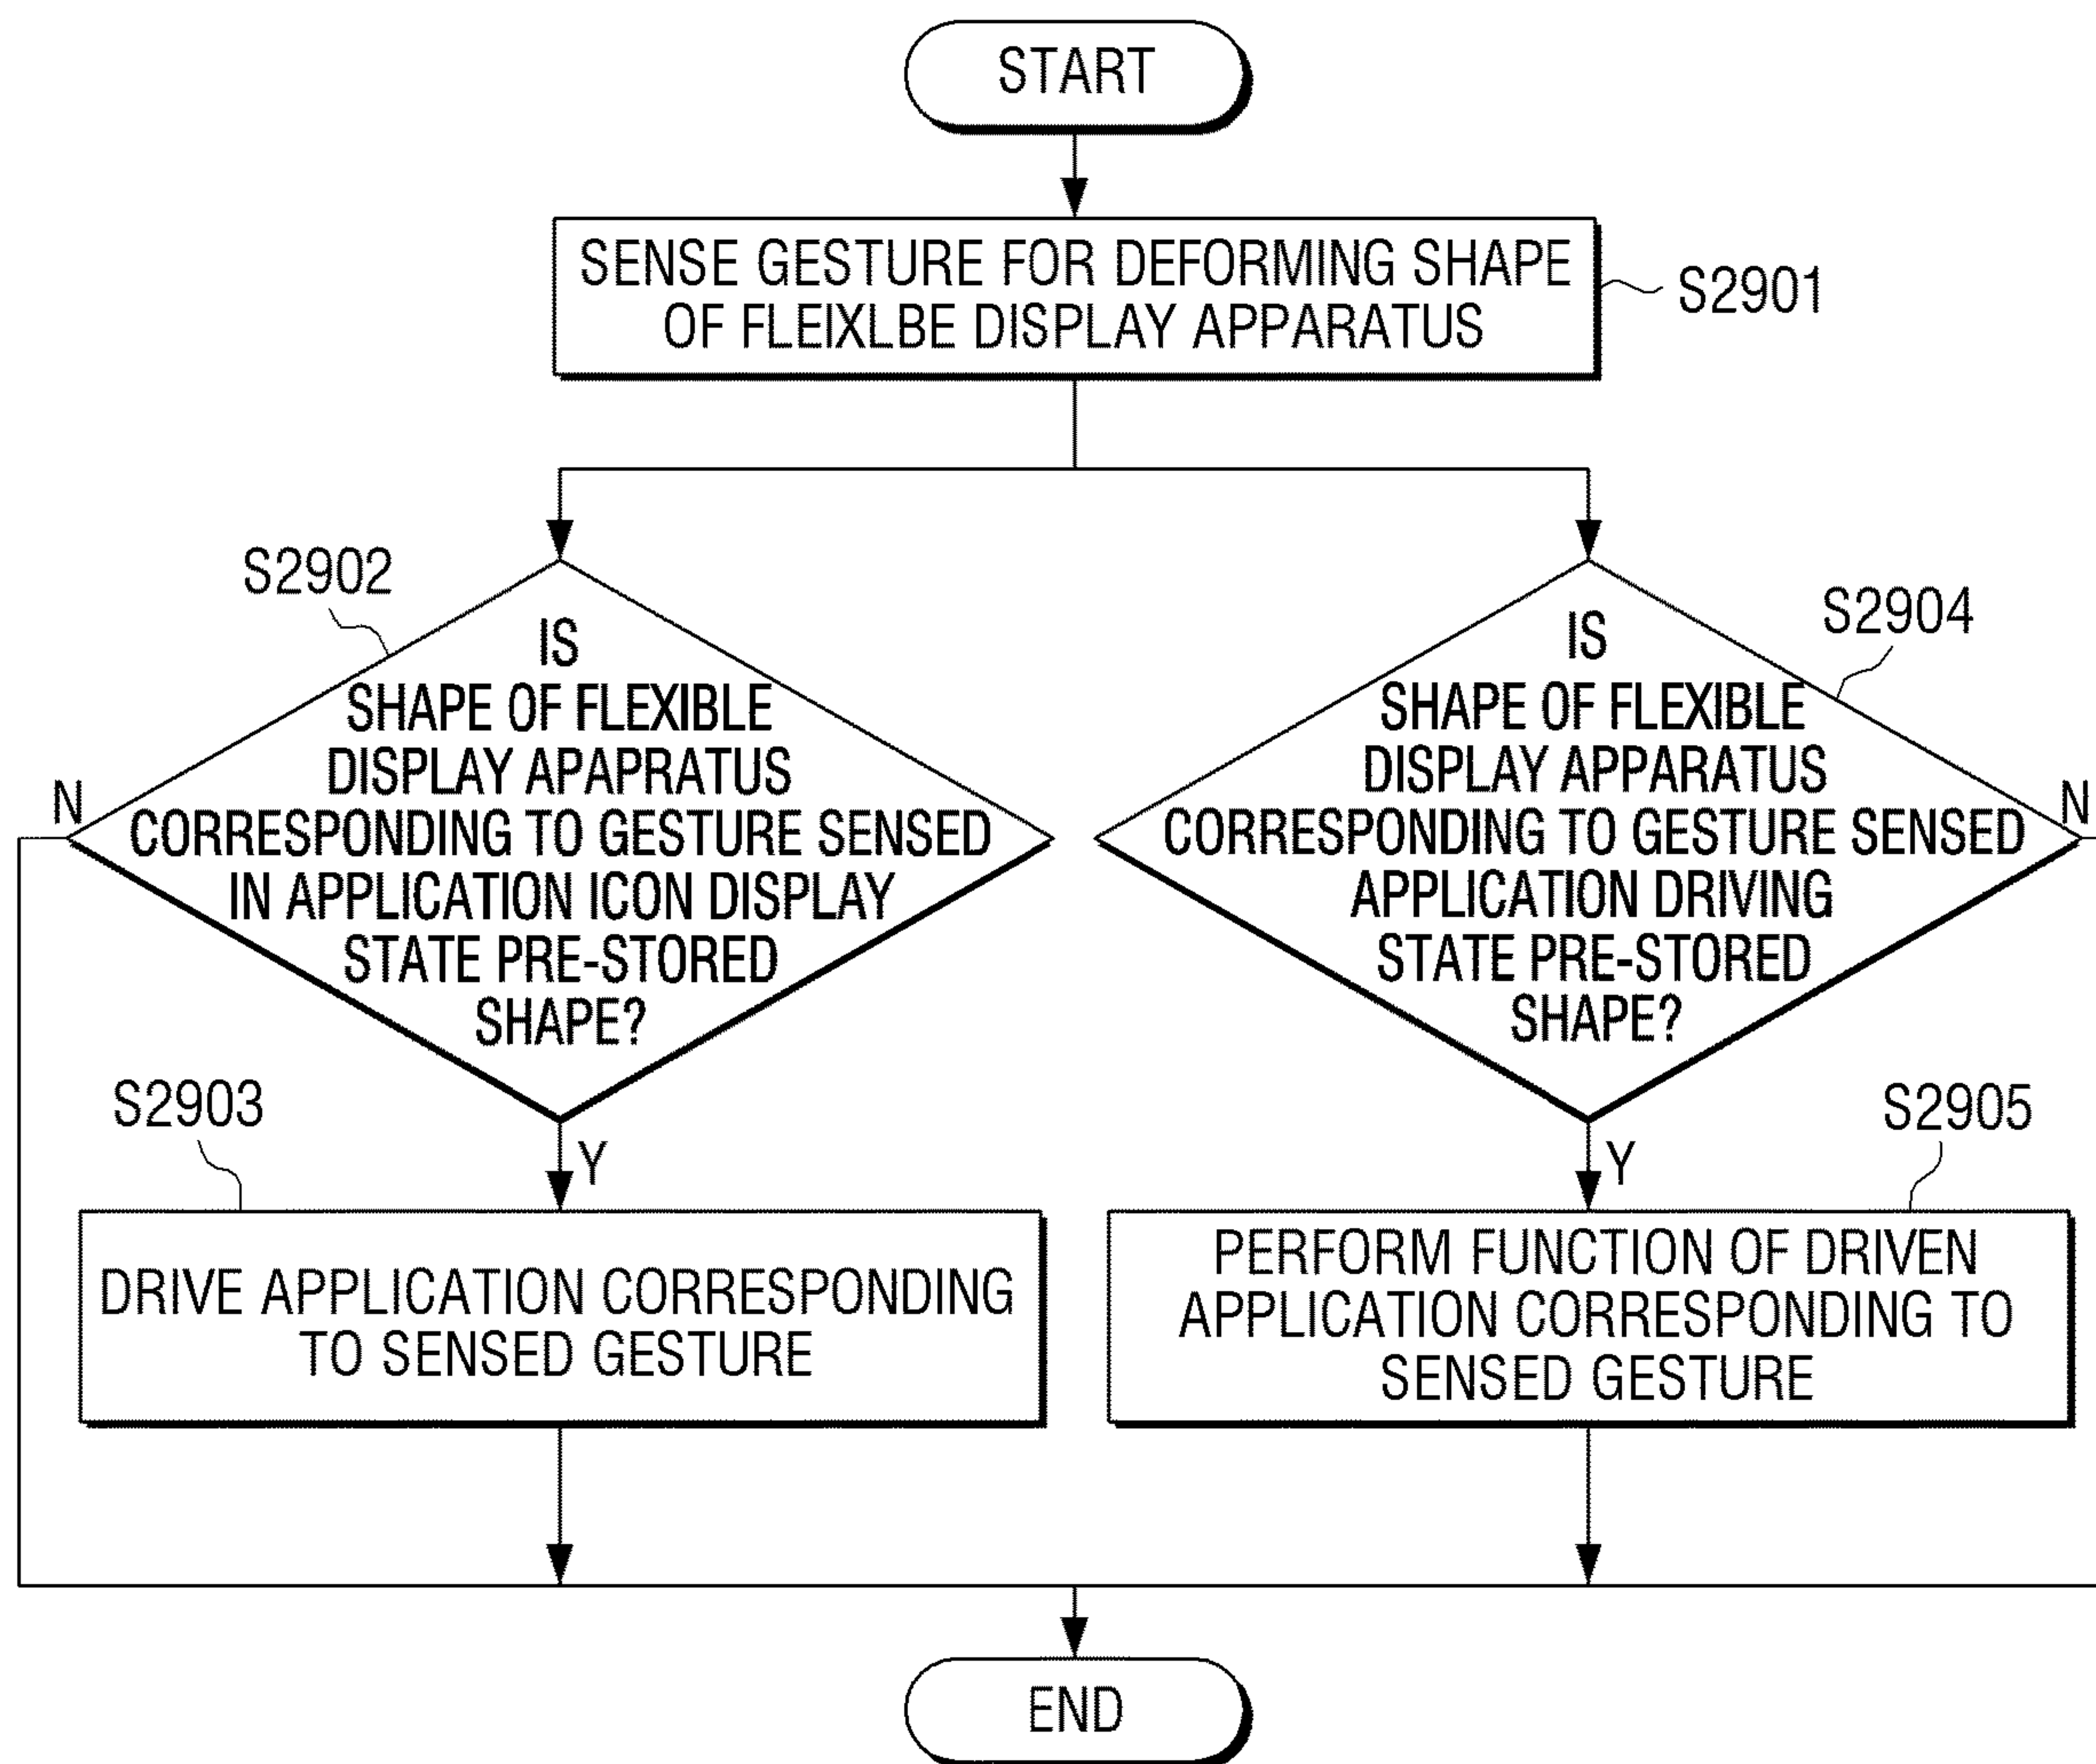 START
SENSE GESTURE FOR DEFORMING SHAPE
OF FLEIXLBE DISPLAY APPARATUS
S2901
S2902
IS
SHAPE OF FLEXIBLE
DISPLAY APAPRATUS
CORRESPONDING TO GESTURE SENSED
IN APPLICATION ICON DISPLAY
STATE PRE-STORED
SHAPE?
N
Y
S2904
IS
SHAPE OF FLEXIBLE
DISPLAY APPARATUS
CORRESPONDING TO GESTURE SENSED
APPLICATION DRIVING
STATE PRE-STORED
SHAPE?
N
Y
S2903
DRIVE APPLICATION CORRESPONDING
TO SENSED GESTURE
S2905
PERFORM FUNCTION OF DRIVEN
APPLICATION CORRESPONDING TO
SENSED GESTURE
END